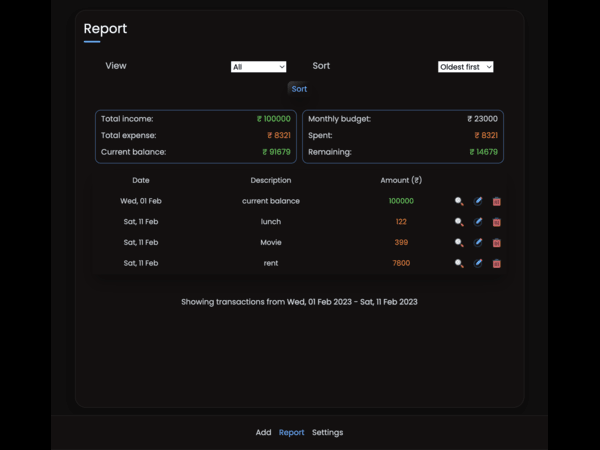 Report
View All Sort Oldest first
Sort
Total income: ₹ 100000
Total expense: ₹ 8321
Current balance: ₹ 91679
Monthly budget: ₹ 23000
Spent: ₹ 8321
Remaining: ₹ 14679
Date Description Amount (₹)
Wed, 01 Feb current balance 100000
Sat, 11 Feb lunch 122
Sat, 11 Feb Movie 399
Sat, 11 Feb rent 7800
Showing transactions from Wed, 01 Feb 2023 - Sat, 11 Feb 2023
Add Report Settings